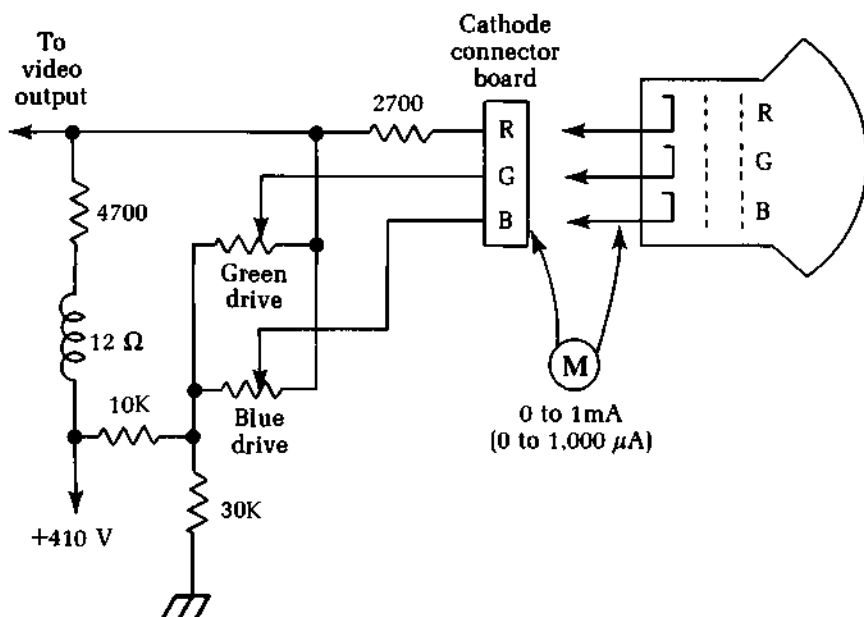 To
video
output
Cathode
connector
board
2700
R
G
B
R
G
B
4700
Green
drive
12 Ω
10K
Blue
drive
M
0 to 1mA
(0 to 1,000 µA)
30K
+410 V